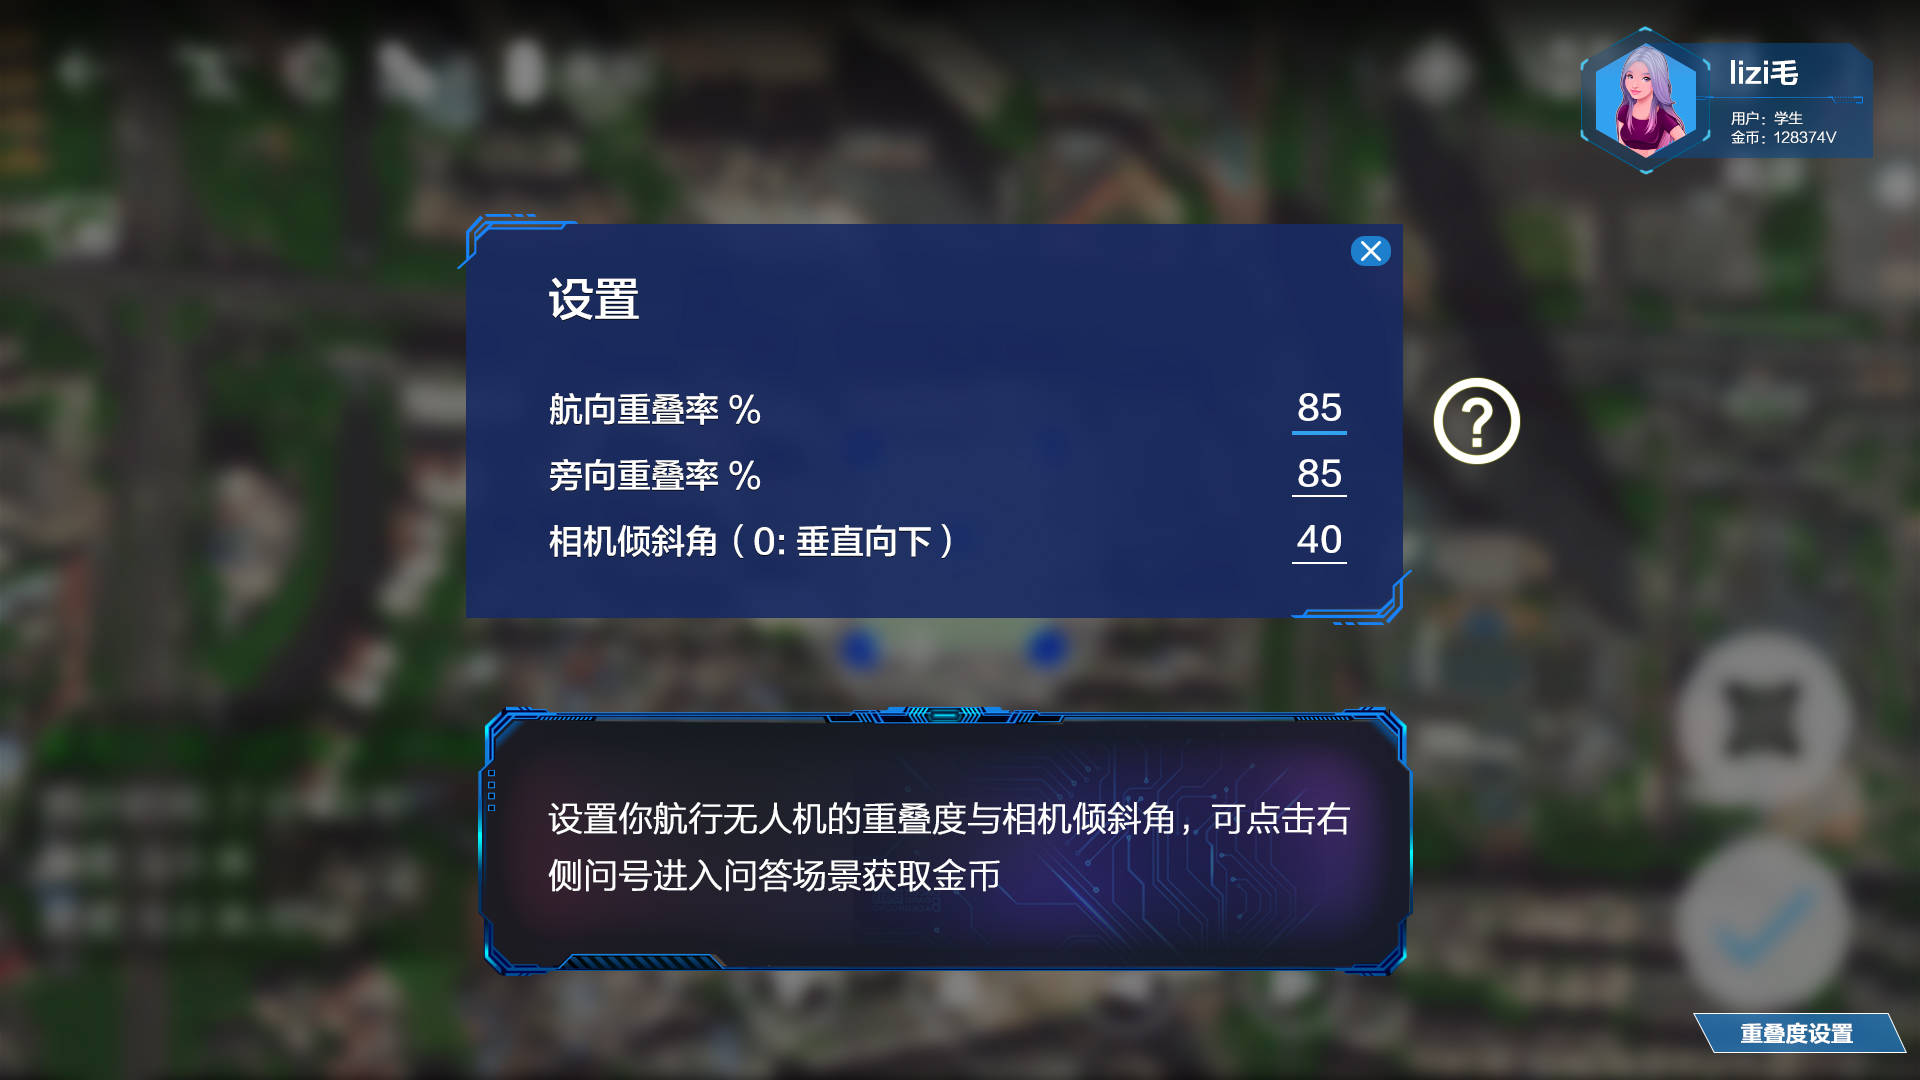 lizi毛
用户：学生
金币：128374V
设置
航向重叠率 % 85
旁向重叠率 % 85
相机倾斜角（0: 垂直向下） 40
?
设置你航行无人机的重叠度与相机倾斜角，可点击右
侧问号进入问答场景获取金币
重叠度设置